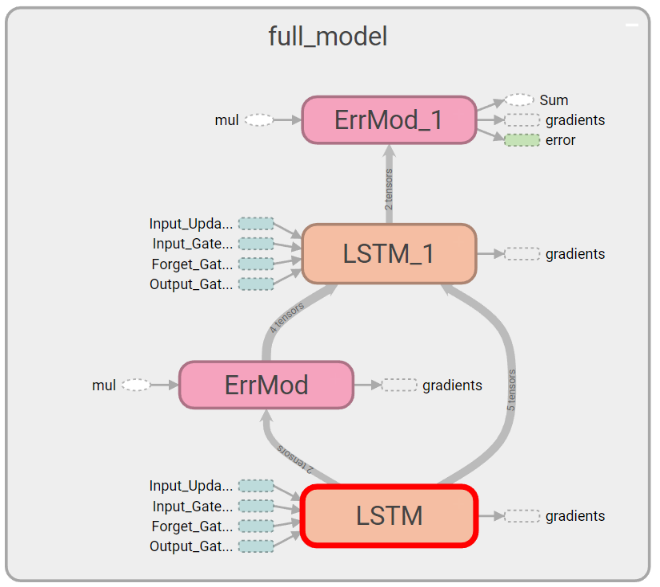 full_model
Sum
mul
ErrMod_1
gradients
error
2 tensors
Input_Upda...
Input_Gate...
LSTM_1
gradients
Forget_Gat...
Output_Gat...
4 tensors
5 tensors
mul
ErrMod
gradients
2 tensors
Input_Upda...
Input_Gate...
LSTM
gradients
Forget_Gat...
Output_Gat...